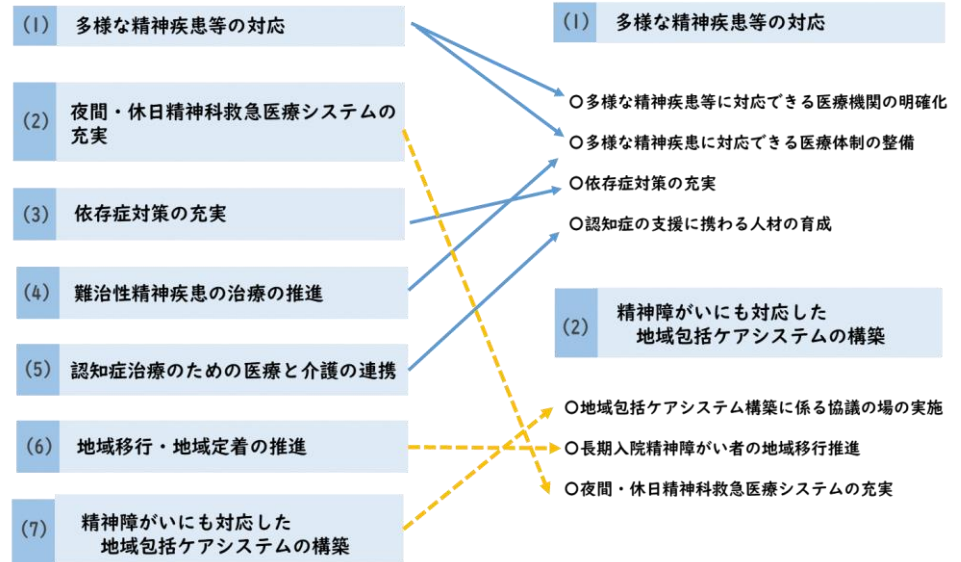 (1) 多様な精神疾患等の対応
(2) 夜間・休日精神科救急医療システムの
充実
(3) 依存症対策の充実
(4) 難治性精神疾患の治療の推進
(5) 認知症治療のための医療と介護の連携
(6) 地域移行・地域定着の推進
(7) 精神障がいにも対応した
地域包括ケアシステムの構築
(1) 多様な精神疾患等の対応
〇多様な精神疾患等に対応できる医療機関の明確化
〇多様な精神疾患に対応できる医療体制の整備
〇依存症対策の充実
〇認知症の支援に携わる人材の育成
(2) 精神障がいにも対応した
地域包括ケアシステムの構築
〇地域包括ケアシステム構築に係る協議の場の実施
〇長期入院精神障がい者の地域移行推進
〇夜間・休日精神科救急医療システムの充実